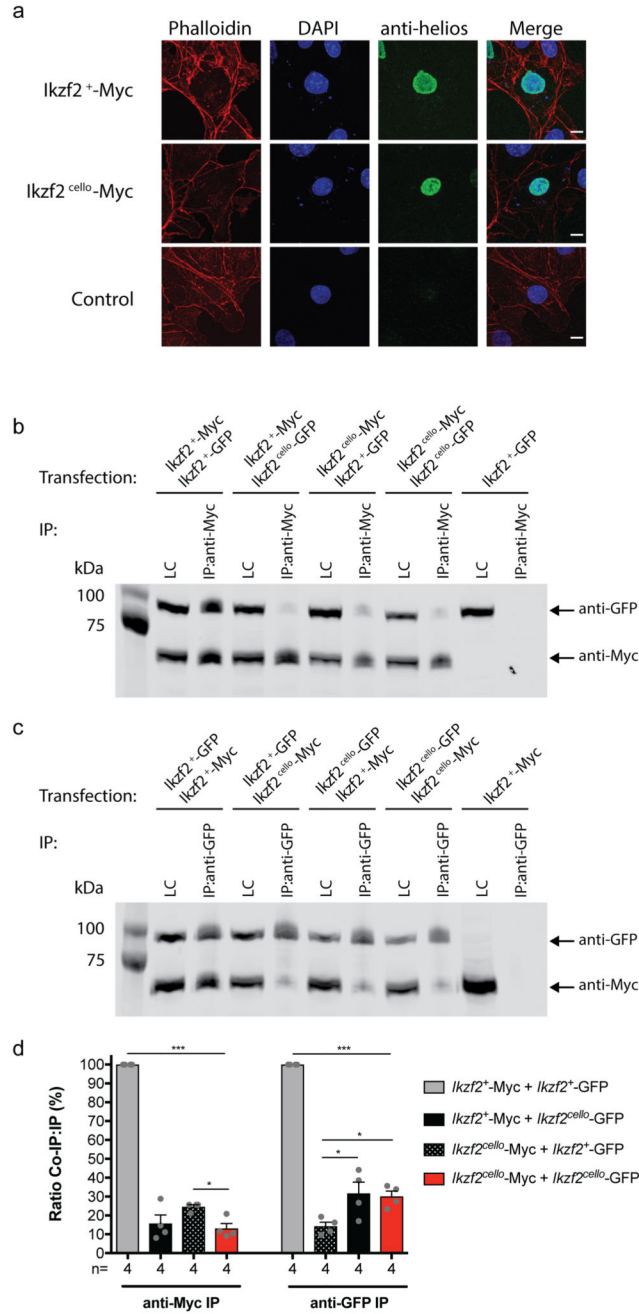 a
Phalloidin DAPI anti-helios Merge
Ikzf2 +-Myc
Ikzf2 cello-Myc
Control
b
Transfection:
Ikzf2+-Myc Ikzf2+-GFP
Ikzf2+-Myc Ikzf2cello-GFP
Ikzf2cello-Myc Ikzf2+-GFP
Ikzf2cello-Myc Ikzf2cello-GFP
Ikzf2+-GFP
IP:
LC IP:anti-Myc LC IP:anti-Myc LC IP:anti-Myc LC IP:anti-Myc LC IP:anti-Myc
kDa
100
75
anti-GFP
anti-Myc
c
Transfection:
Ikzf2+-GFP Ikzf2+-Myc
Ikzf2+-GFP Ikzf2cello-Myc
Ikzf2cello-GFP Ikzf2+-Myc
Ikzf2cello-GFP Ikzf2cello-Myc
Ikzf2+-Myc
IP:
LC IP:anti-GFP LC IP:anti-GFP LC IP:anti-GFP LC IP:anti-GFP LC IP:anti-GFP
kDa
100
75
anti-GFP
anti-Myc
d
Ratio Co-IP:IP (%)
100
90
80
70
60
50
40
30
20
10
0
*** ***
* * *
n= 4 4 4 4 4 4 4 4
anti-Myc IP anti-GFP IP
Ikzf2+-Myc + Ikzf2+-GFP
Ikzf2+-Myc + Ikzf2cello-GFP
Ikzf2cello-Myc + Ikzf2+-GFP
Ikzf2cello-Myc + Ikzf2cello-GFP